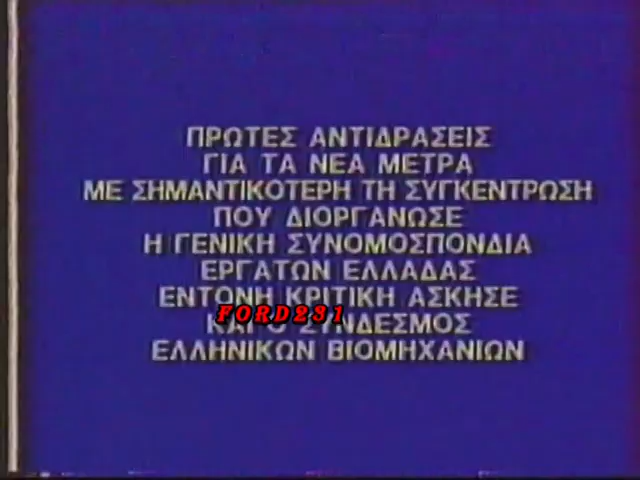 ΠΡΩΤΕΣ ΑΝΤΙΔΡΑΣΕΙΣ
ΓΙΑ ΤΑ ΝΕΑ ΜΕΤΡΑ
ΜΕ ΣΗΜΑΝΤΙΚΟΤΕΡΗ ΤΗ ΣΥΓΚΕΝΤΡΩΣΗ
ΠΟΥ ΔΙΟΡΓΑΝΩΣΕ
Η ΓΕΝΙΚΗ ΣΥΝΟΜΟΣΠΟΝΔΙΑ
ΕΡΓΑΤΩΝ ΕΛΛΑΔΑΣ
ΕΝΤΟΝΗ ΚΡΙΤΙΚΗ ΑΣΚΗΣΕ
FORD231
ΚΑΙ Ο ΣΥΝΔΕΣΜΟΣ
ΕΛΛΗΝΙΚΩΝ ΒΙΟΜΗΧΑΝΙΩΝ